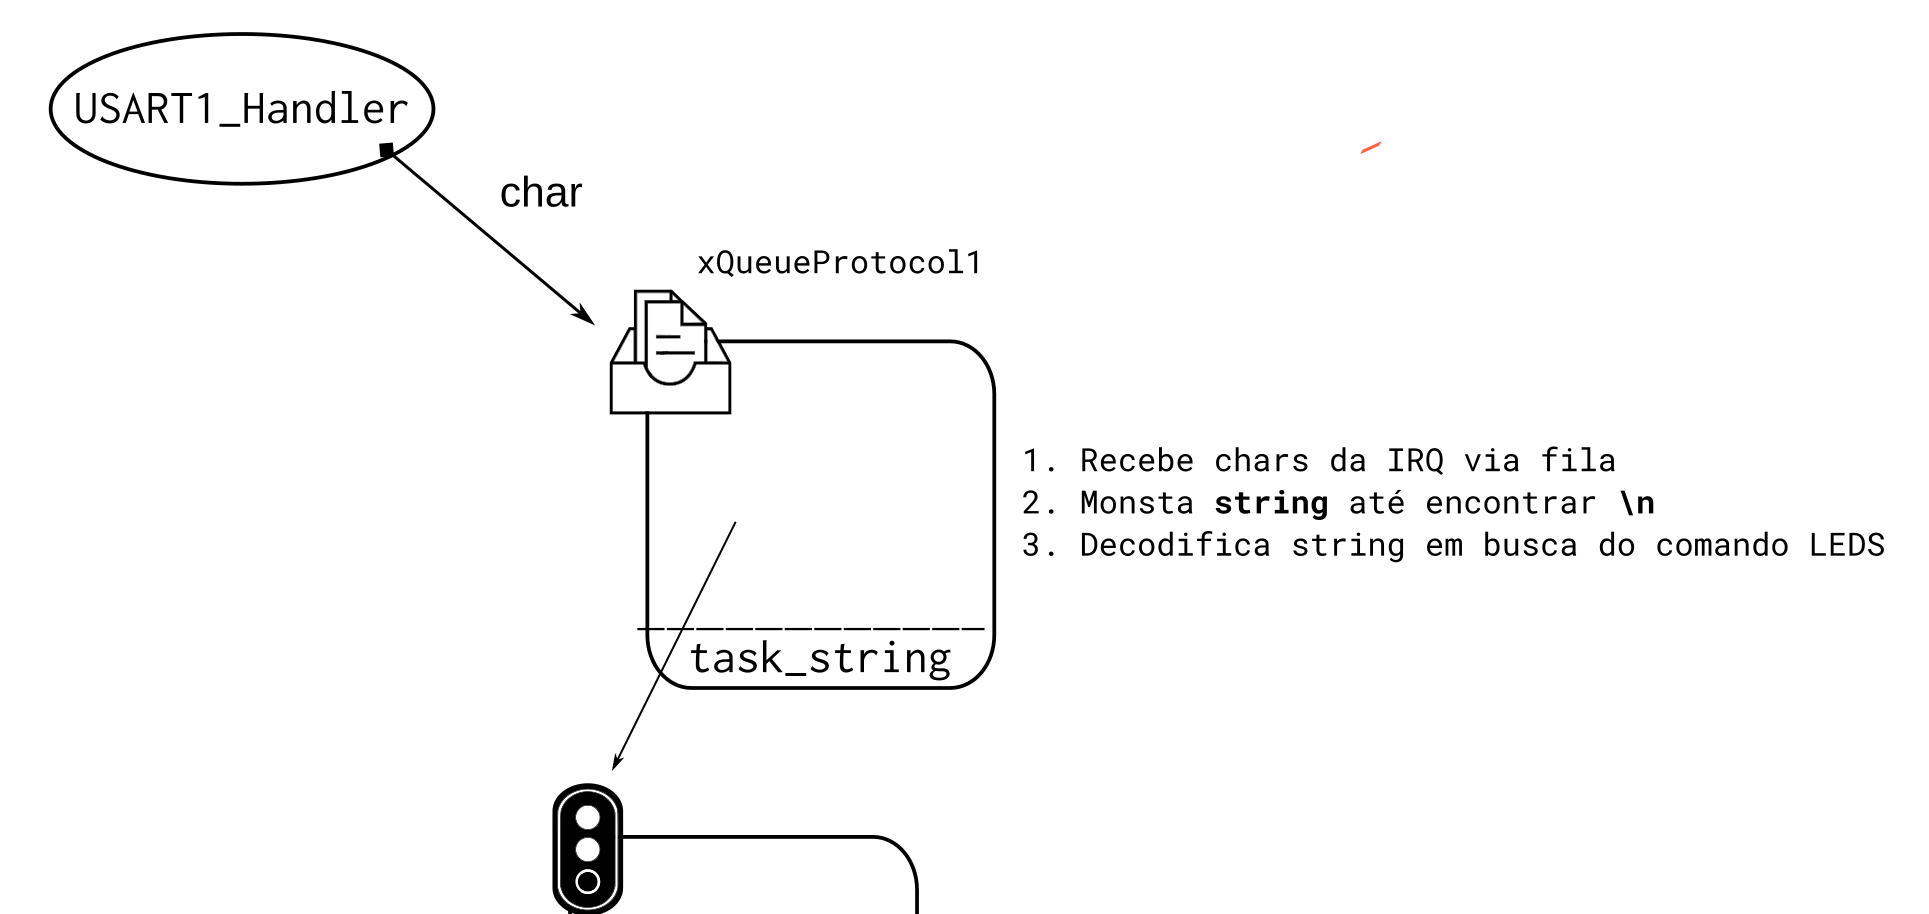 USART1_Handler
char
xQueueProtocol1
1. Recebe chars da IRQ via fila
2. Monsta string até encontrar \n
3. Decodifica string em busca do comando LEDS
task_string